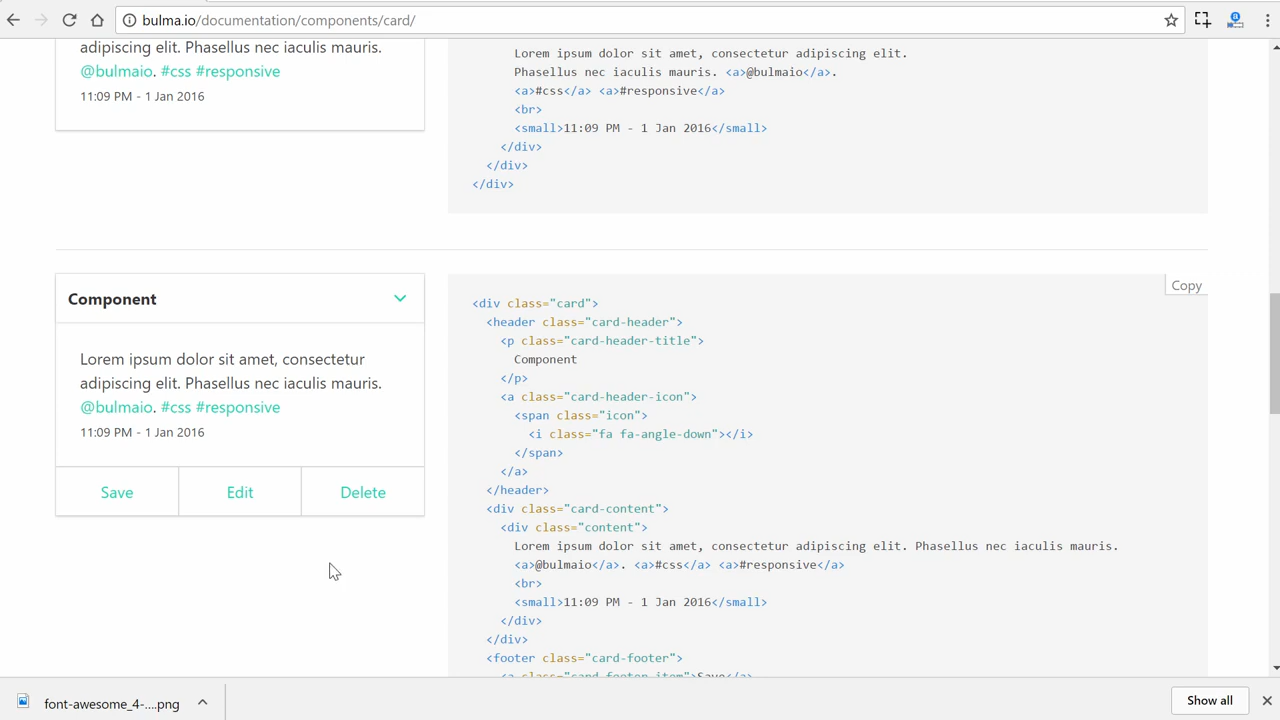 bulma.io/documentation/components/card/
adipiscing elit. Phasellus nec iaculis mauris.
@bulmaio. #css #responsive
11:09 PM - 1 Jan 2016
Lorem ipsum dolor sit amet, consectetur adipiscing elit.
Phasellus nec iaculis mauris. <a>@bulmaio</a>.
<a>#css</a> <a>#responsive</a>
<br>
<small>11:09 PM - 1 Jan 2016</small>
</div>
</div>
</div>
Component
Lorem ipsum dolor sit amet, consectetur
adipiscing elit. Phasellus nec iaculis mauris.
@bulmaio. #css #responsive
11:09 PM - 1 Jan 2016
Save Edit Delete
Copy
<div class="card">
<header class="card-header">
<p class="card-header-title">
Component
</p>
<a class="card-header-icon">
<span class="icon">
<i class="fa fa-angle-down"></i>
</span>
</a>
</header>
<div class="card-content">
<div class="content">
Lorem ipsum dolor sit amet, consectetur adipiscing elit. Phasellus nec iaculis mauris.
<a>@bulmaio</a>. <a>#css</a> <a>#responsive</a>
<br>
<small>11:09 PM - 1 Jan 2016</small>
</div>
</div>
<footer class="card-footer">
<a class="card-footer-item">Save</a>
font-awesome_4-....png
Show all